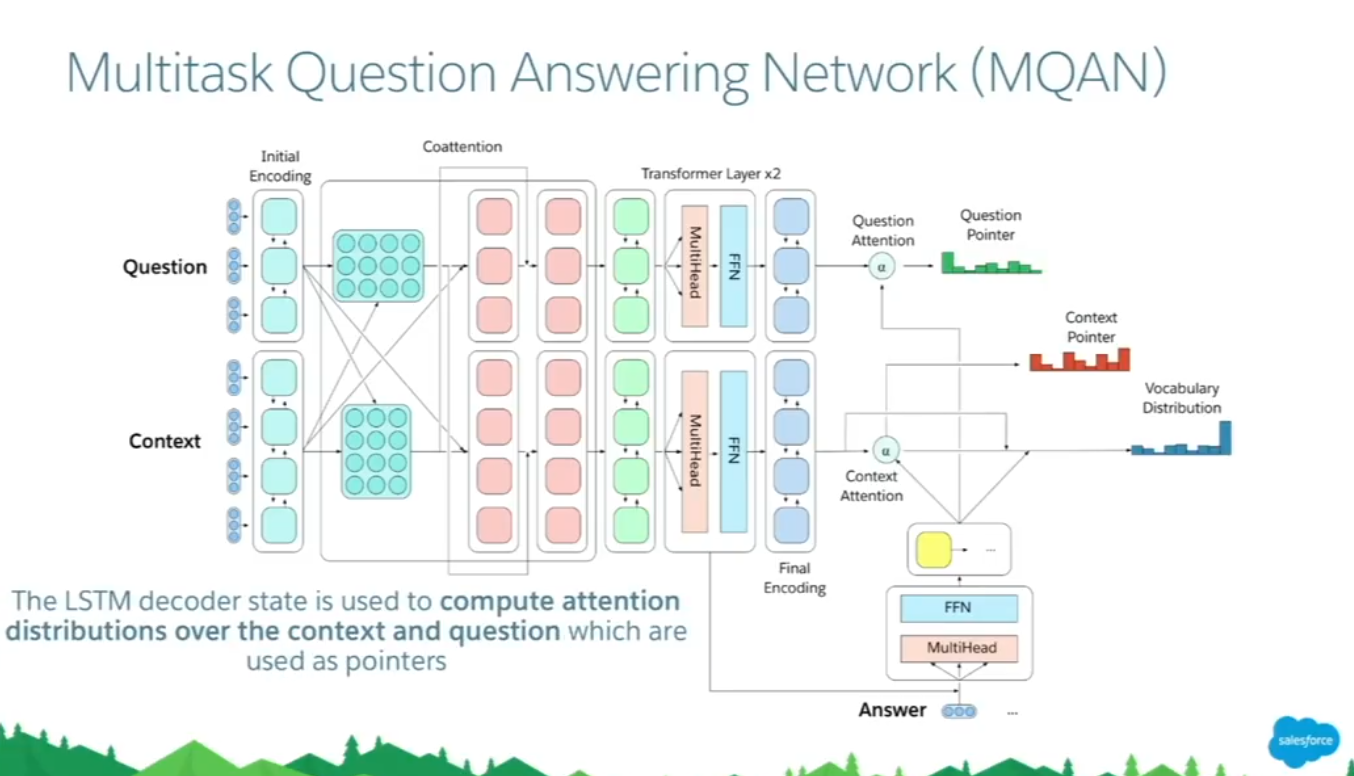 Multitask Question Answering Network (MQAN)
Initial
Encoding
Coattention
Transformer Layer x2
Question
MultiHead
FFN
Question
Attention
α
Question
Pointer
Context
Pointer
Vocabulary
Distribution
Context
MultiHead
FFN
α
Context
Attention
Final
Encoding
...
FFN
MultiHead
Answer
...
The LSTM decoder state is used to compute attention
distributions over the context and question which are
used as pointers
salesforce